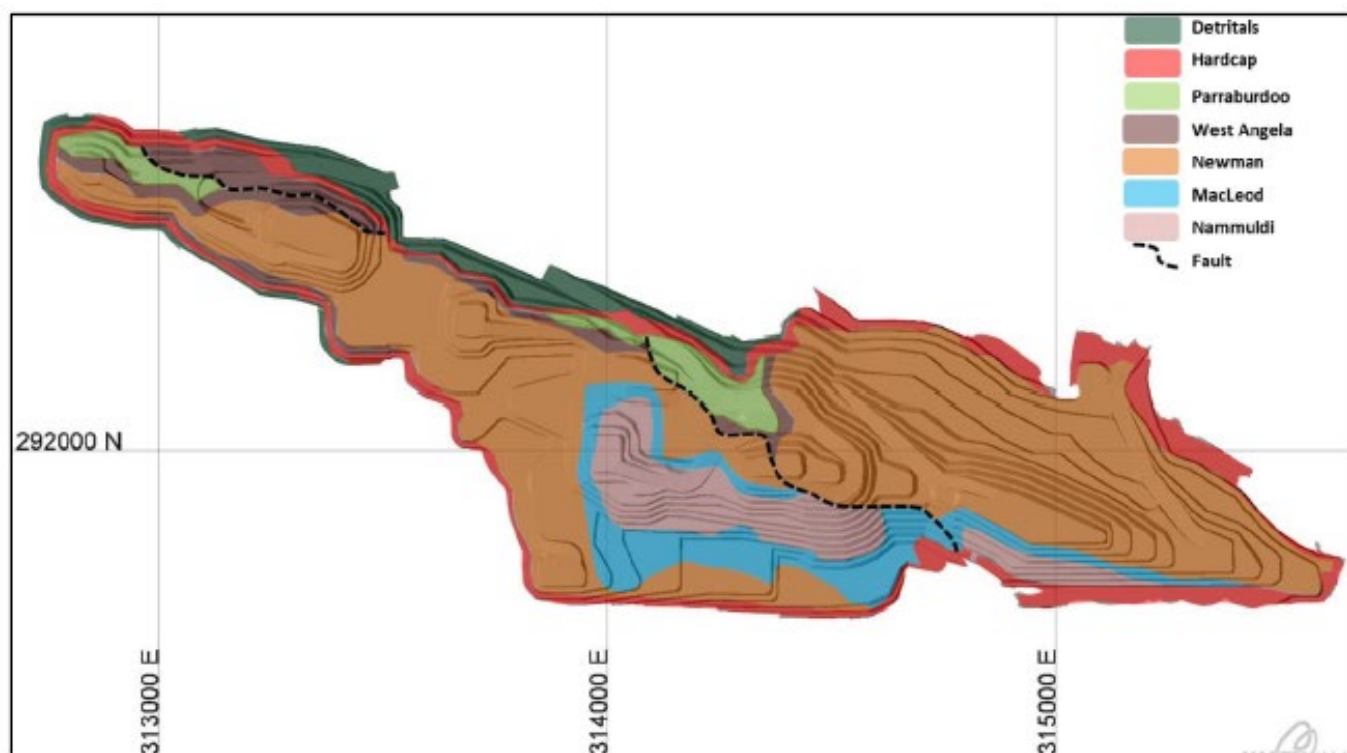 Detritals
Hardcap
Parraburdoo
West Angela
Newman
MacLeod
Nammuldi
Fault
292000 N
313000 E
314000 E
315000 E